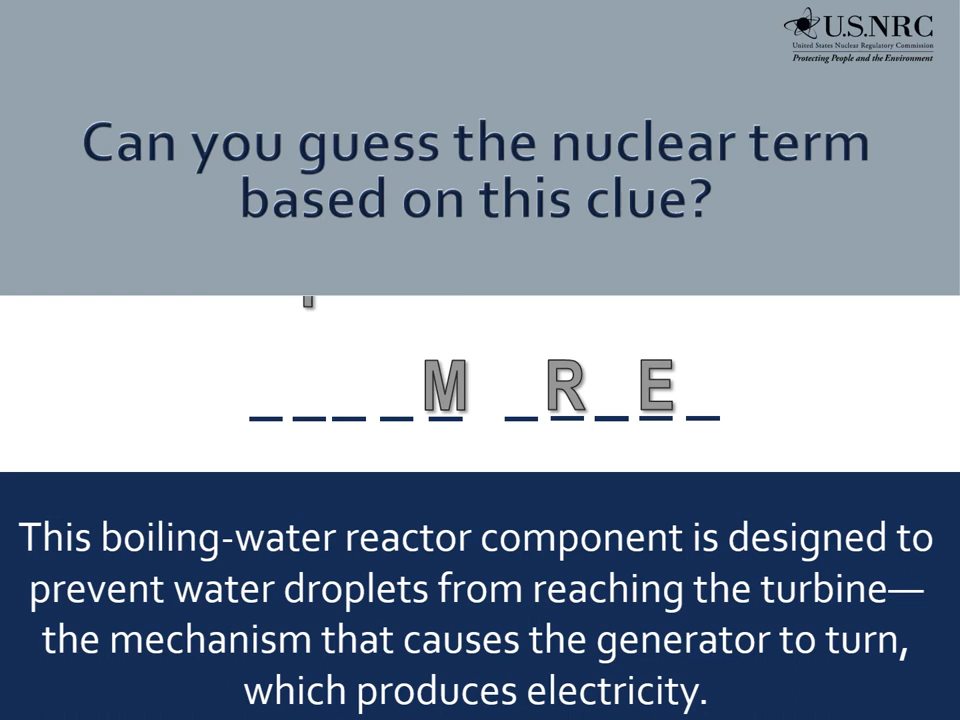 U.S.NRC
United States Nuclear Regulatory Commission
Protecting People and the Environment
Can you guess the nuclear term
based on this clue?
_ _ _ _ M _ R _ E _
This boiling-water reactor component is designed to
prevent water droplets from reaching the turbine—
the mechanism that causes the generator to turn,
which produces electricity.